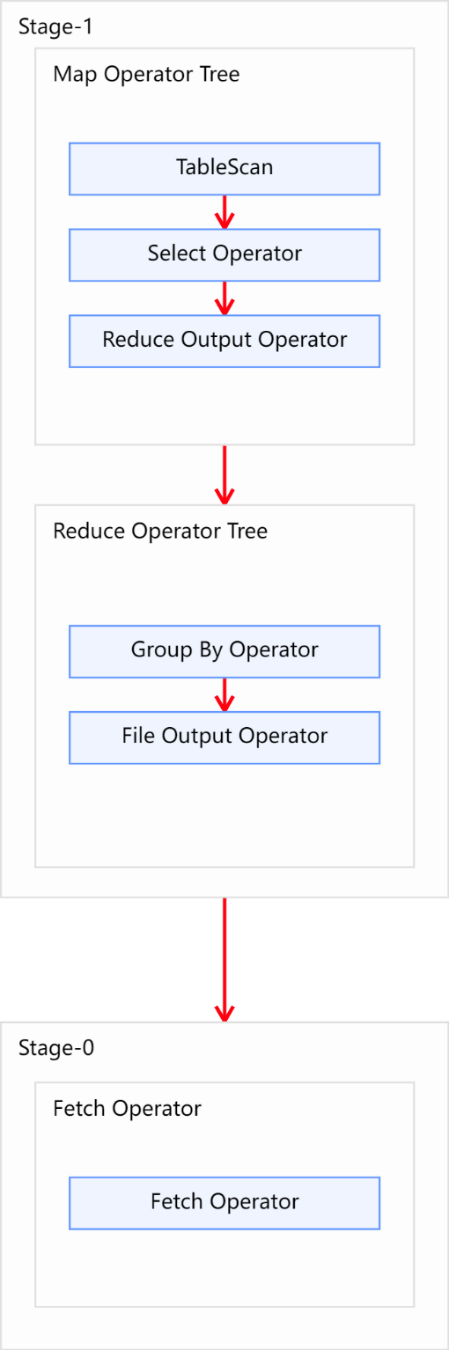 Stage-1
Map Operator Tree
TableScan
Select Operator
Reduce Output Operator
Reduce Operator Tree
Group By Operator
File Output Operator
Stage-0
Fetch Operator
Fetch Operator